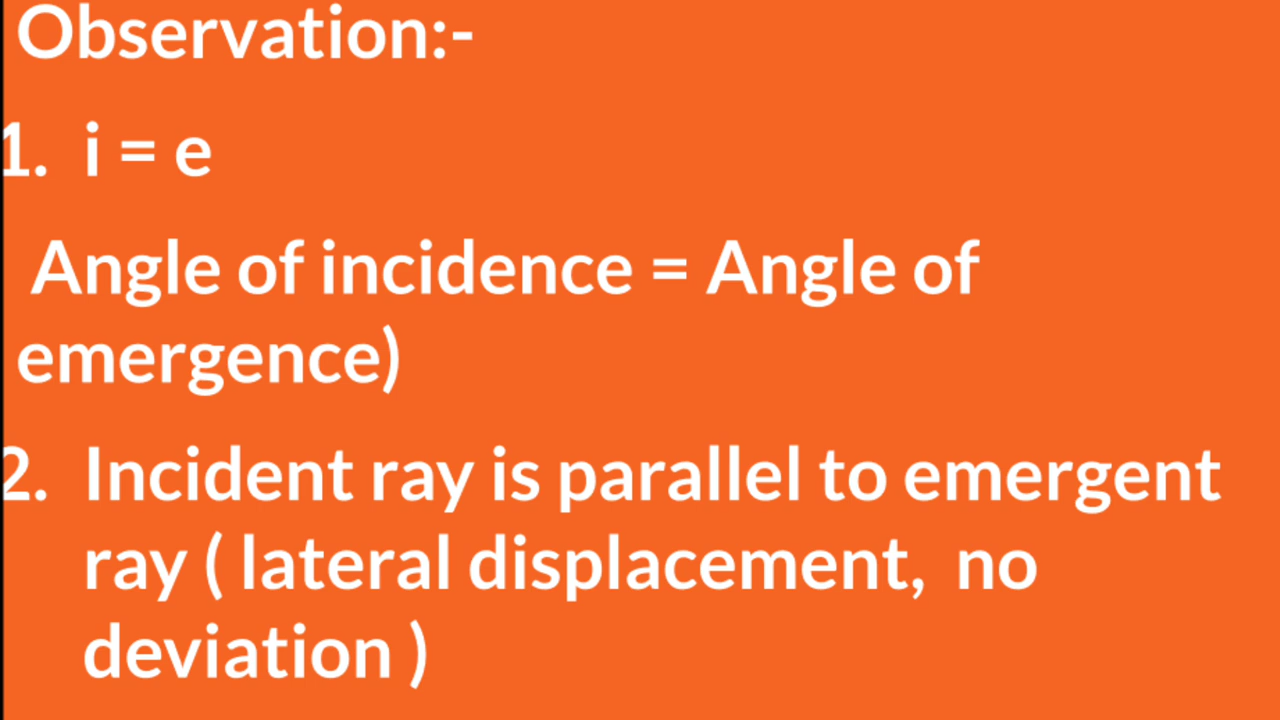 Observation:-
1. i = e
Angle of incidence = Angle of
emergence)
2. Incident ray is parallel to emergent
ray ( lateral displacement, no
deviation )